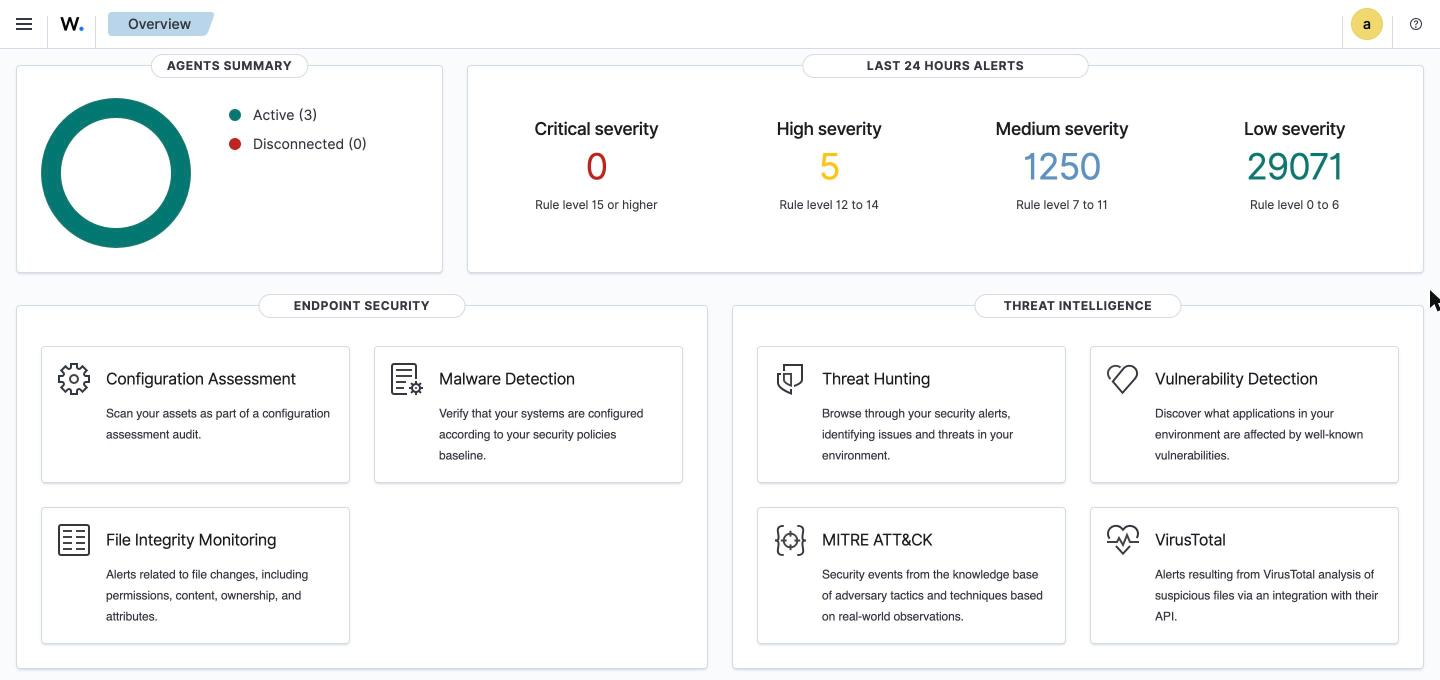 W.
Overview
a
AGENTS SUMMARY
Active (3)
Disconnected (0)
LAST 24 HOURS ALERTS
Critical severity
0
Rule level 15 or higher
High severity
5
Rule level 12 to 14
Medium severity
1250
Rule level 7 to 11
Low severity
29071
Rule level 0 to 6
ENDPOINT SECURITY
Configuration Assessment
Scan your assets as part of a configuration
assessment audit.
Malware Detection
Verify that your systems are configured
according to your security policies
baseline.
File Integrity Monitoring
Alerts related to file changes, including
permissions, content, ownership, and
attributes.
THREAT INTELLIGENCE
Threat Hunting
Browse through your security alerts,
identifying issues and threats in your
environment.
Vulnerability Detection
Discover what applications in your
environment are affected by well-known
vulnerabilities.
MITRE ATT&CK
Security events from the knowledge base
of adversary tactics and techniques based
on real-world observations.
VirusTotal
Alerts resulting from VirusTotal analysis of
suspicious files via an integration with their
API.